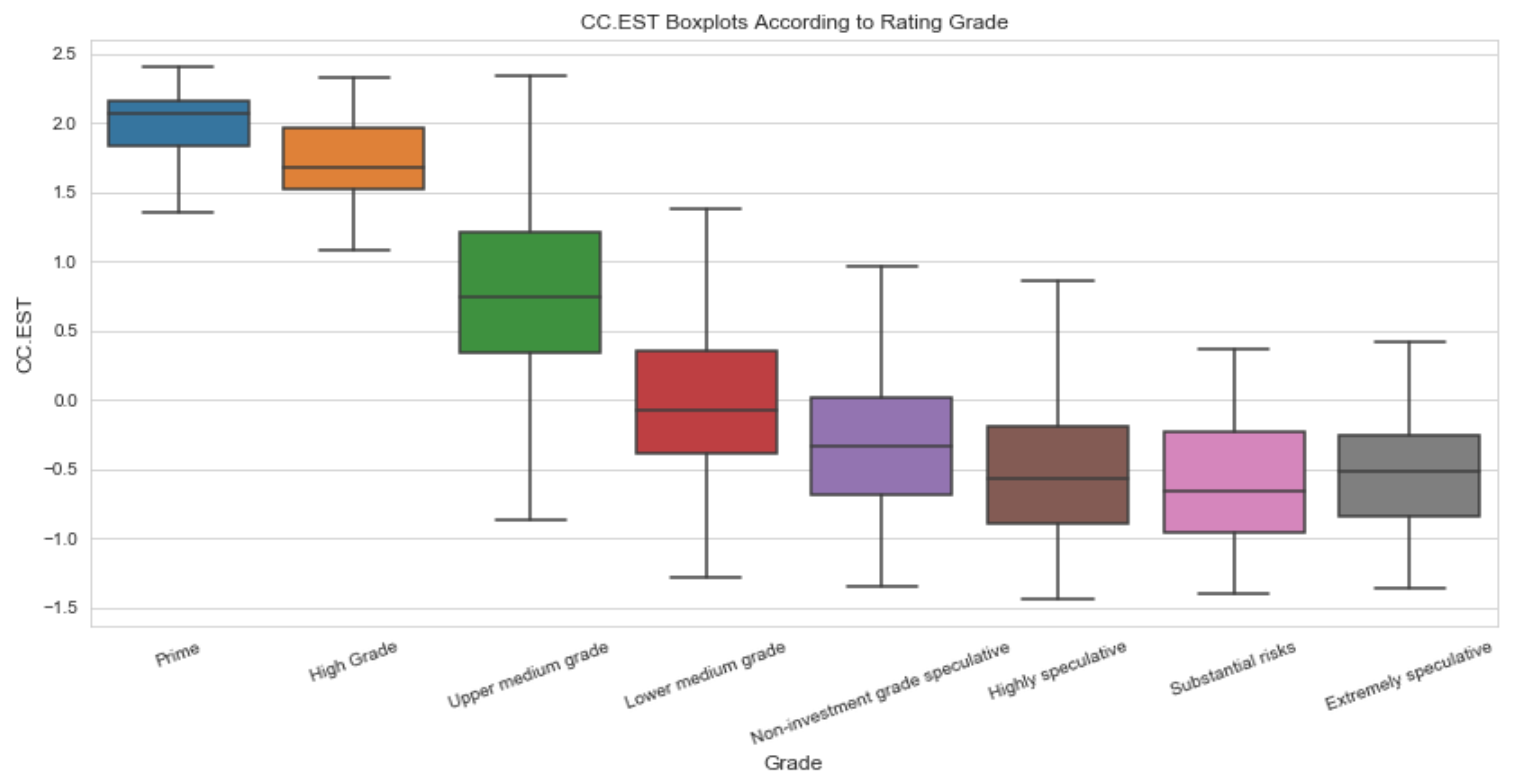 CC.EST Boxplots According to Rating Grade
2.5
2.0
1.5
1.0
0.5
0.0
−0.5
−1.0
−1.5
CC.EST
Prime
High Grade
Upper medium grade
Lower medium grade
Non-investment grade speculative
Highly speculative
Substantial risks
Extremely speculative
Grade